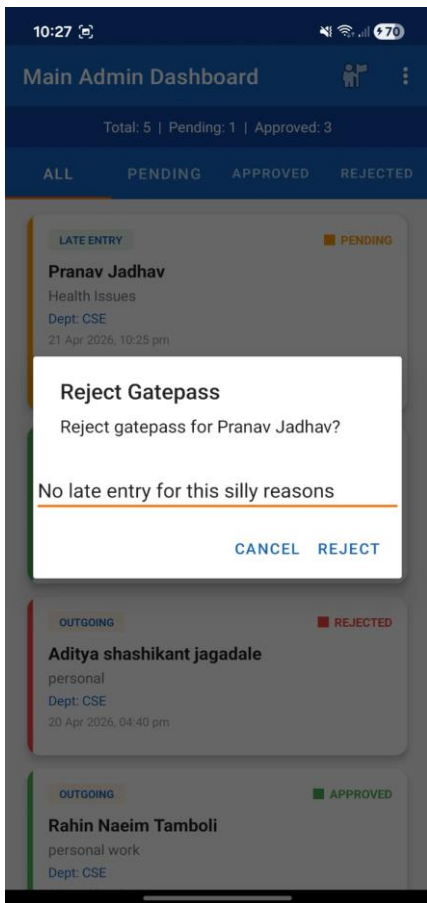 10:27
70
Main Admin Dashboard
Total: 5 | Pending: 1 | Approved: 3
ALL PENDING APPROVED REJECTED
LATE ENTRY PENDING
Pranav Jadhav
Health Issues
Dept: CSE
21 Apr 2026, 10:25 pm
Reject Gatepass
Reject gatepass for Pranav Jadhav?
No late entry for this silly reasons
CANCEL REJECT
OUTGOING REJECTED
Aditya shashikant jagadale
personal
Dept: CSE
20 Apr 2026, 04:40 pm
OUTGOING APPROVED
Rahin Naeim Tamboli
personal work
Dept: CSE